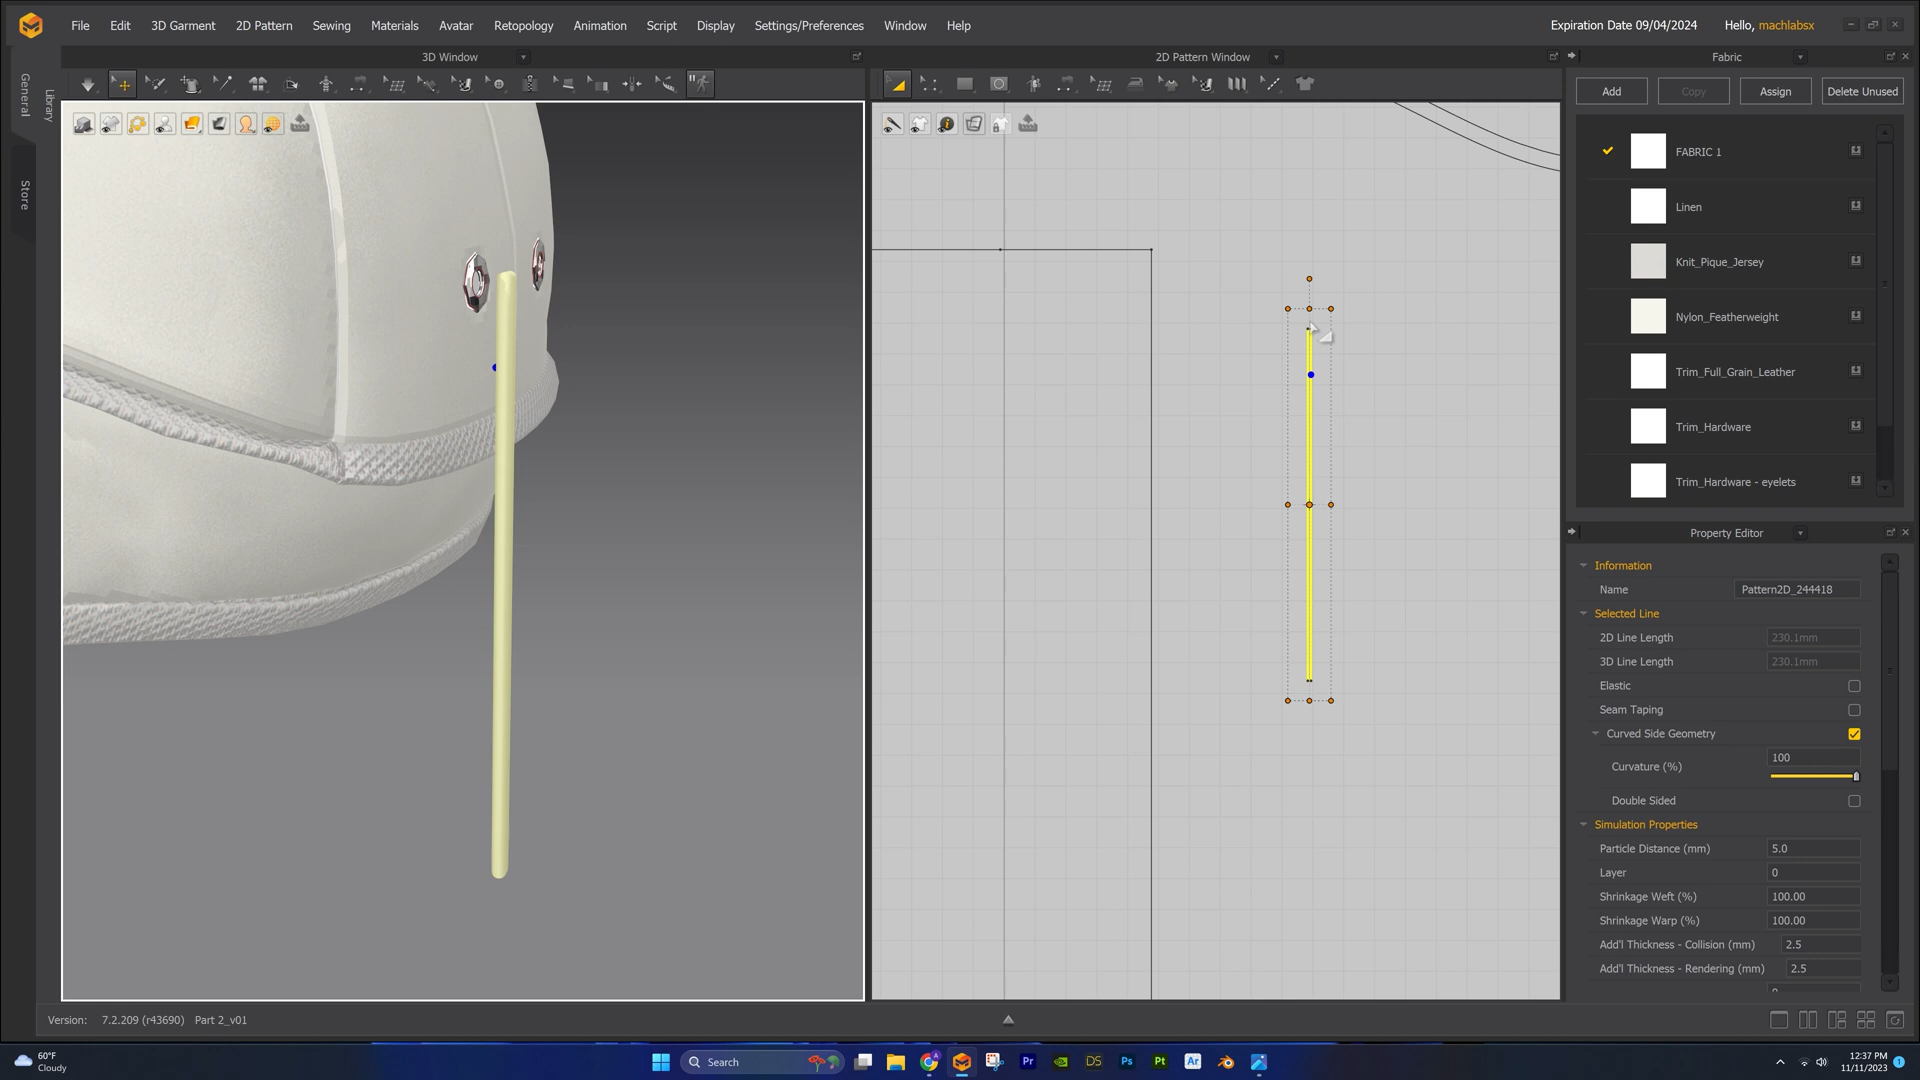 File Edit 3D Garment 2D Pattern Sewing Materials Avatar Retopology Animation Script Display Settings/Preferences Window Help
Expiration Date 09/04/2024 Hello, machlabsx
General
Library
Store
3D Window
2D Pattern Window
Fabric
Add Copy Assign Delete Unused
FABRIC 1
Linen
Knit_Pique_Jersey
Nylon_Featherweight
Trim_Full_Grain_Leather
Trim_Hardware
Trim_Hardware - eyelets
Property Editor
Information
Name Pattern2D_244418
Selected Line
2D Line Length 230.1mm
3D Line Length 230.1mm
Elastic
Seam Taping
Curved Side Geometry
Curvature (%) 100
Double Sided
Simulation Properties
Particle Distance (mm) 5.0
Layer 0
Shrinkage Weft (%) 100.00
Shrinkage Warp (%) 100.00
Add'l Thickness - Collision (mm) 2.5
Add'l Thickness - Rendering (mm) 2.5
Version: 7.2.209 (r43690) Part 2_v01
60°F
Cloudy
Search
Pr
DS
Ps
Pt
Ar
12:37 PM
11/11/2023
1